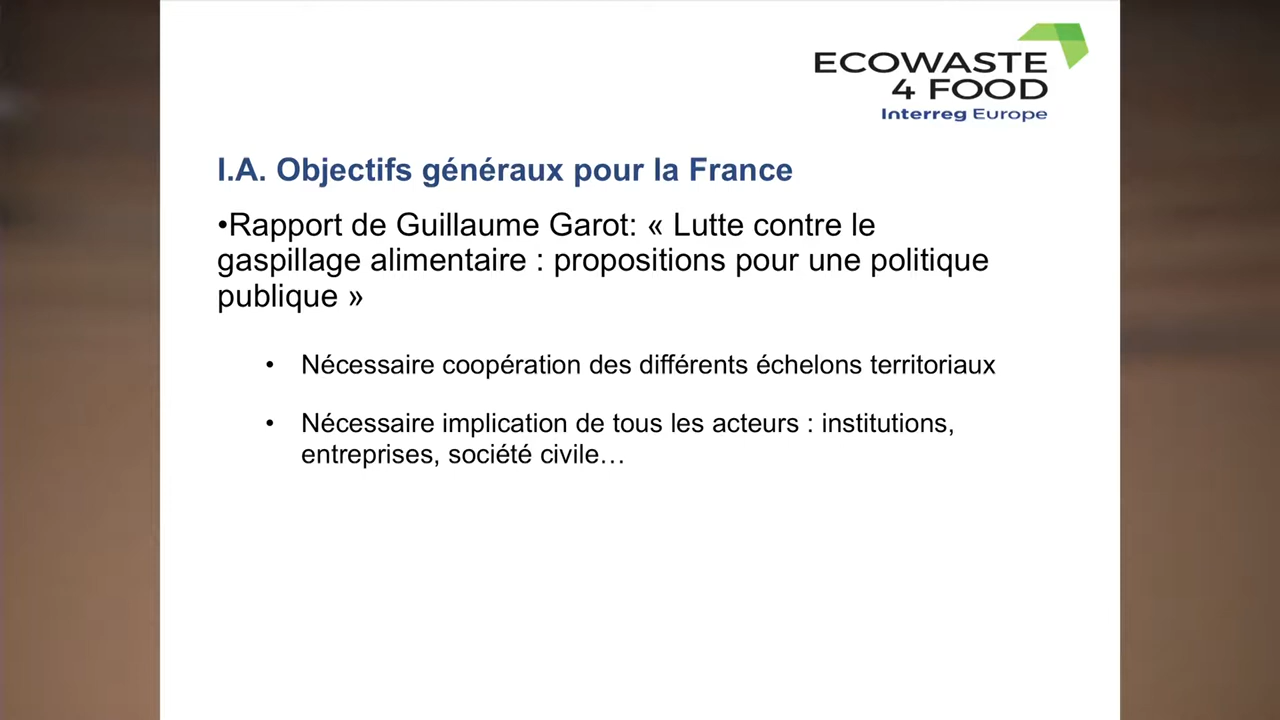 ECOWASTE
4 FOOD
Interreg Europe
I.A. Objectifs généraux pour la France
•Rapport de Guillaume Garot: « Lutte contre le
gaspillage alimentaire : propositions pour une politique
publique »
• Nécessaire coopération des différents échelons territoriaux
• Nécessaire implication de tous les acteurs : institutions,
entreprises, société civile…